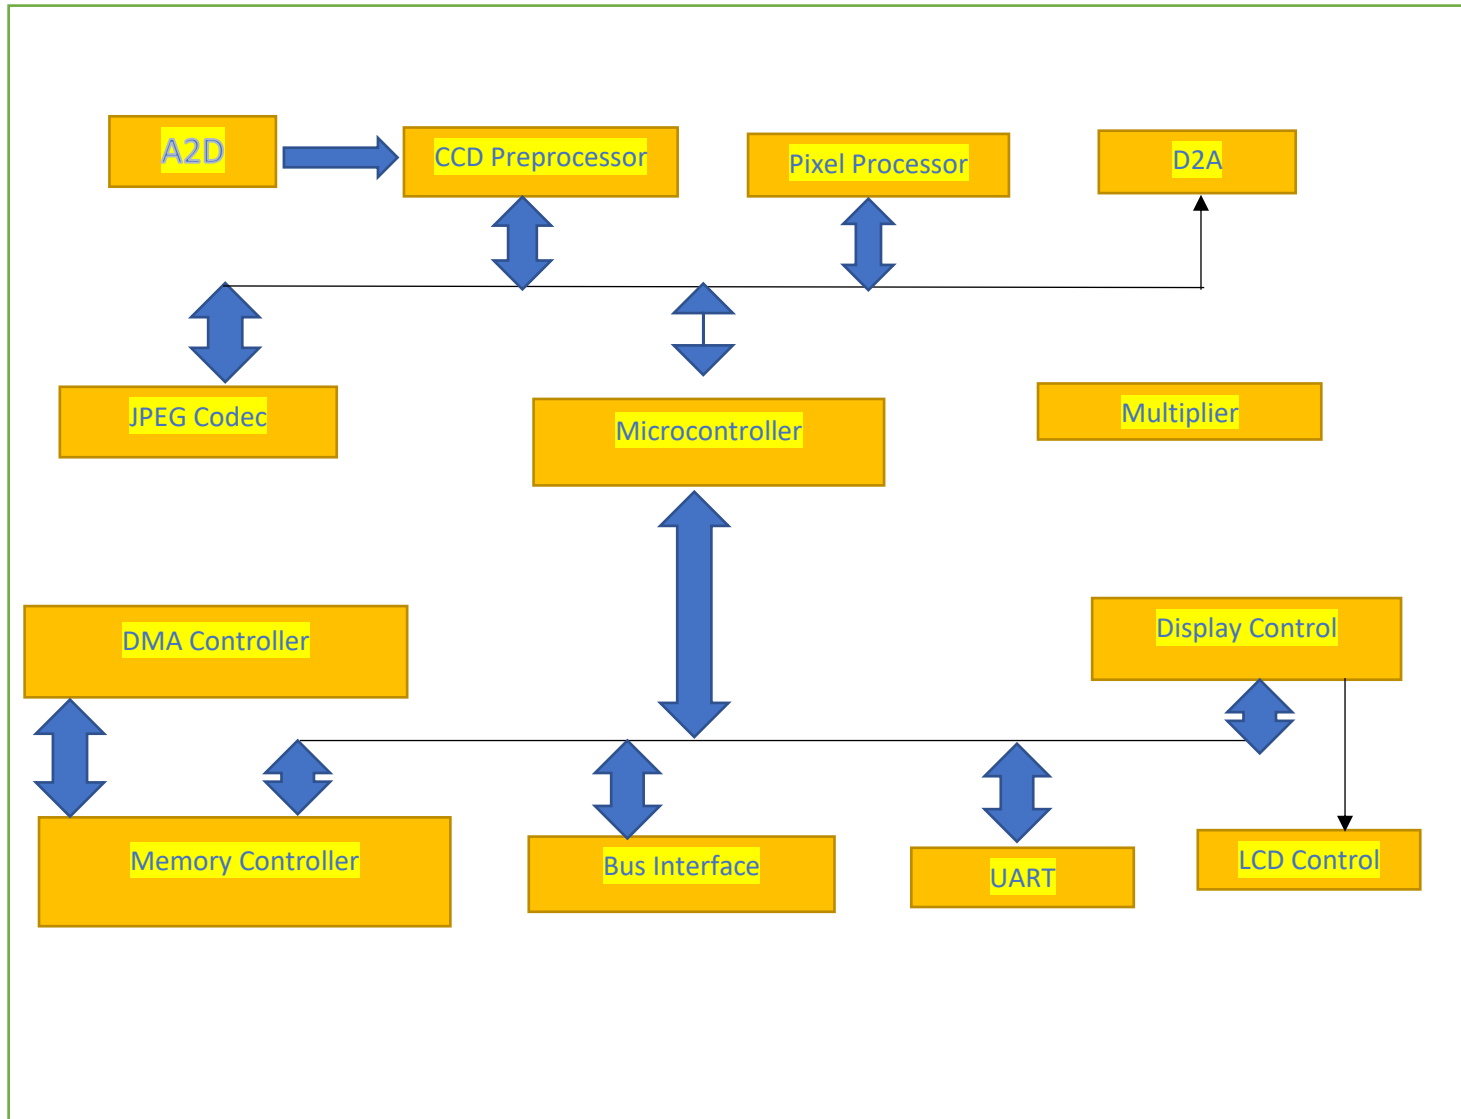 A2D
CCD Preprocessor
Pixel Processor
D2A
JPEG Codec
Microcontroller
Multiplier
DMA Controller
Display Control
Memory Controller
Bus Interface
UART
LCD Control